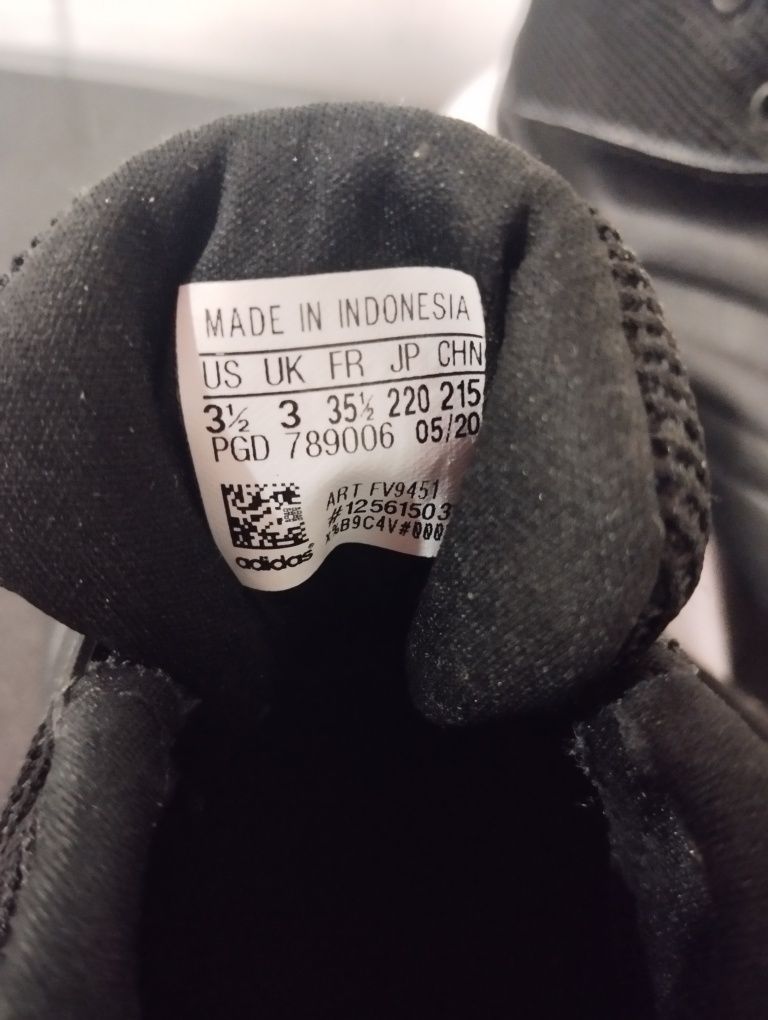 MADE IN INDONESIA
US UK FR JP CHN
3½ 3 35½ 220 215
PGD 789006 05/20
ART FV9451
#12561503
adidas®